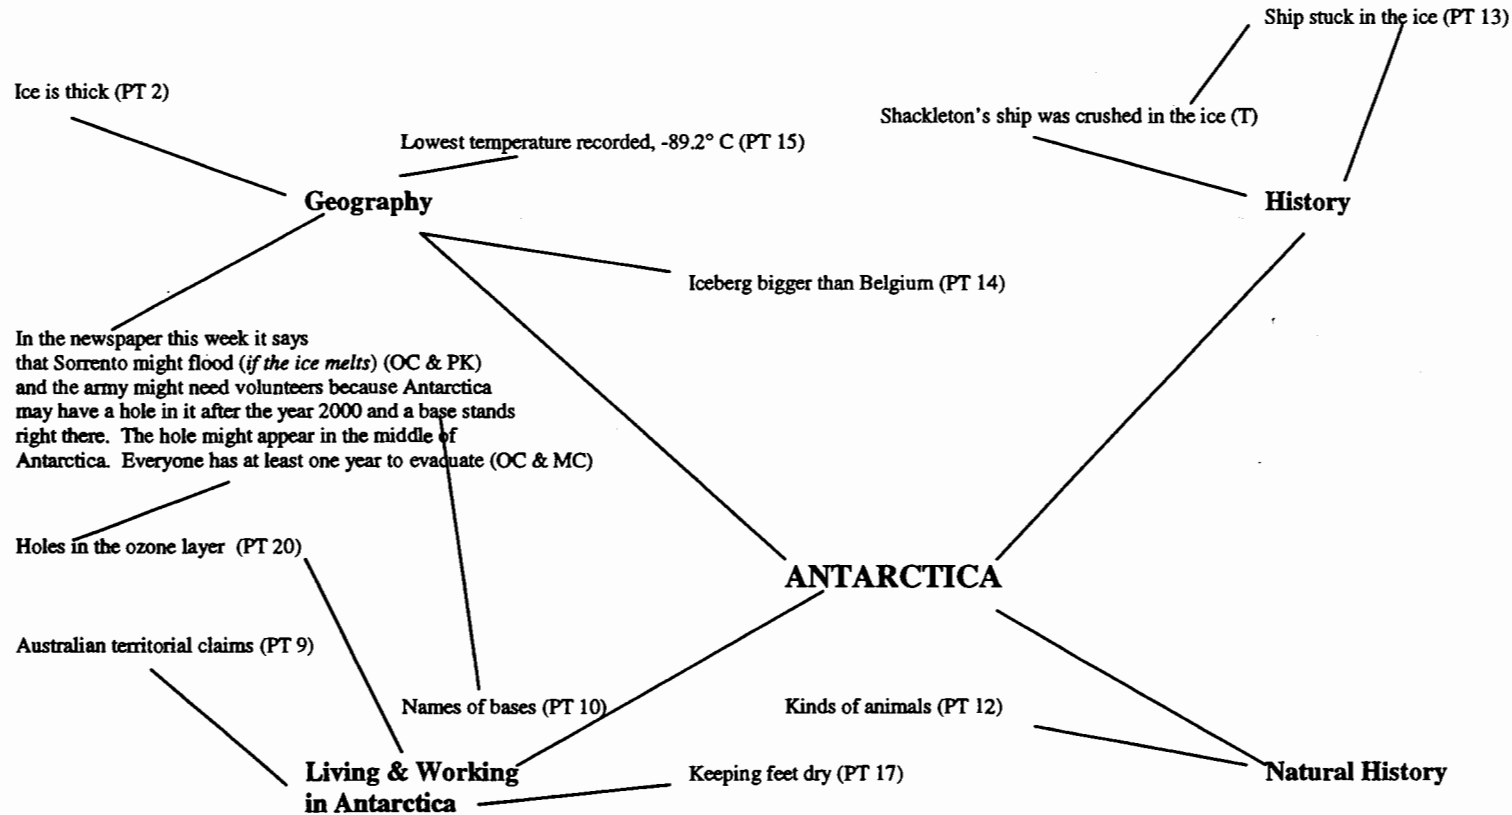 Ship stuck in the ice (PT 13)
Ice is thick (PT 2)
Shackleton's ship was crushed in the ice (T)
Lowest temperature recorded, -89.2° C (PT 15)
Geography
History
Iceberg bigger than Belgium (PT 14)
In the newspaper this week it says
that Sorrento might flood (if the ice melts) (OC & PK)
and the army might need volunteers because Antarctica
may have a hole in it after the year 2000 and a base stands
right there. The hole might appear in the middle of
Antarctica. Everyone has at least one year to evacuate (OC & MC)
Holes in the ozone layer (PT 20)
ANTARCTICA
Australian territorial claims (PT 9)
Names of bases (PT 10)
Kinds of animals (PT 12)
Living & Working
in Antarctica
Keeping feet dry (PT 17)
Natural History